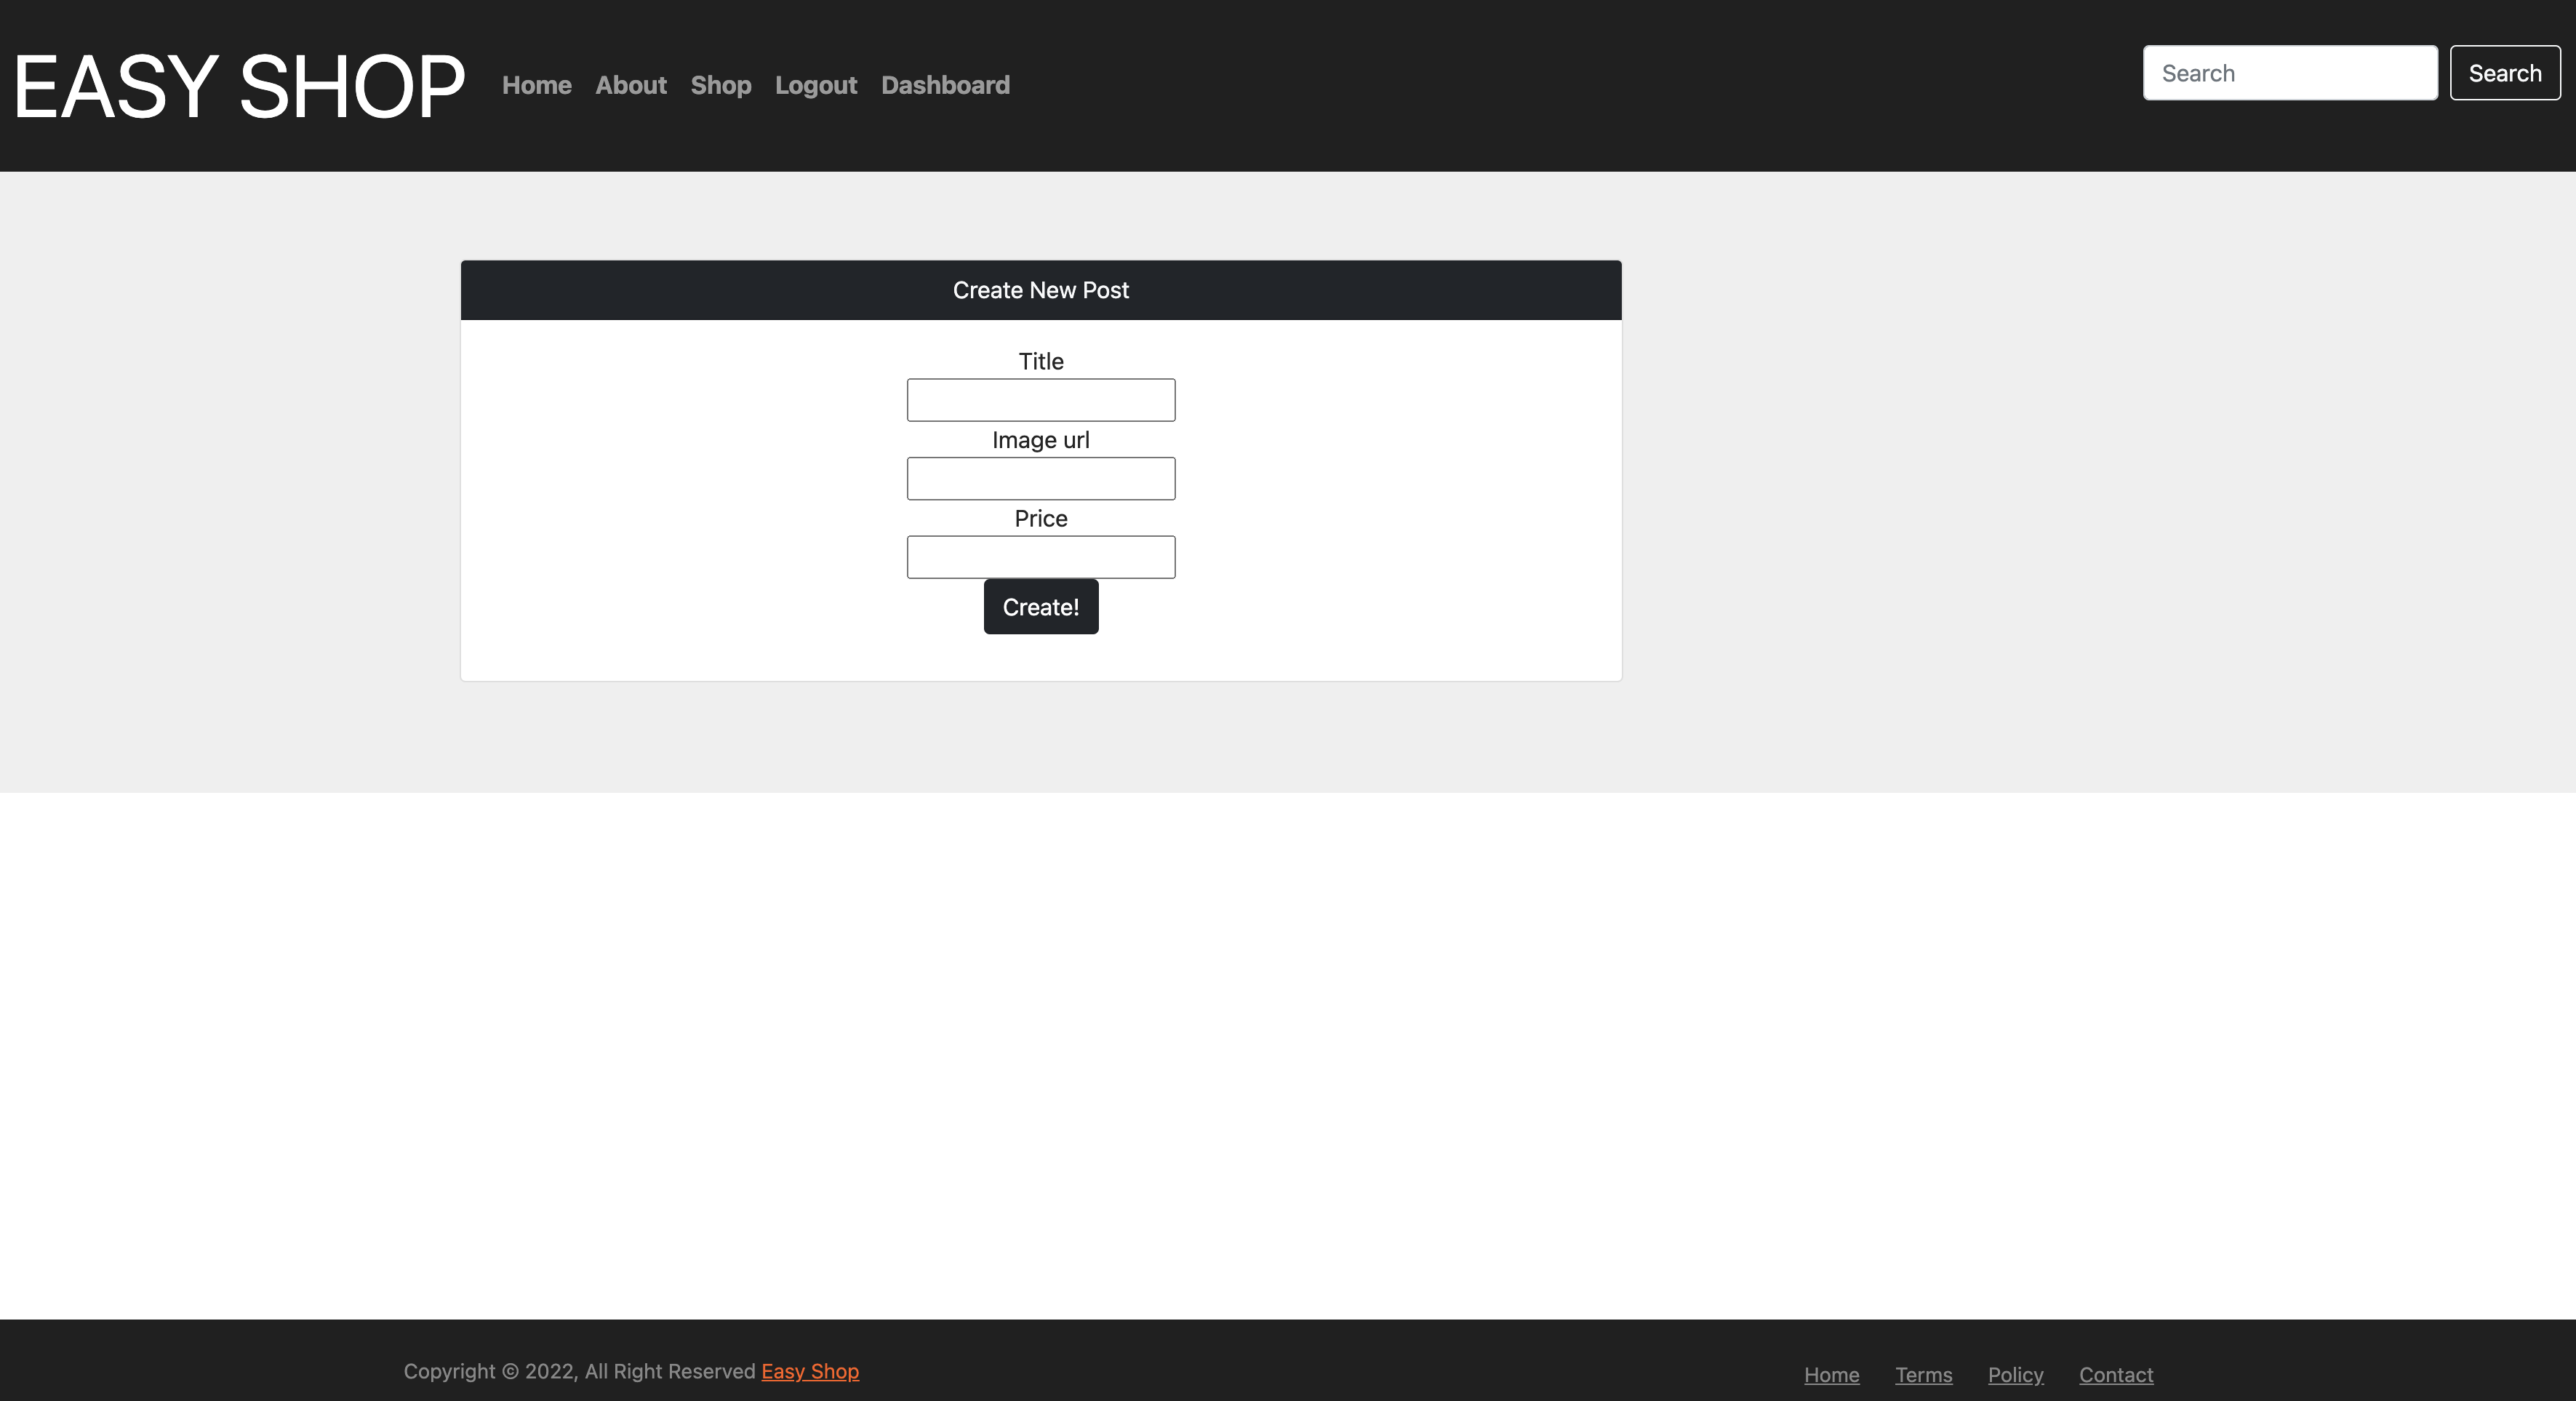 EASY SHOP Home About Shop Logout Dashboard Search Search
Create New Post
Title
Image url
Price
Create!
Copyright © 2022, All Right Reserved Easy Shop Home Terms Policy Contact